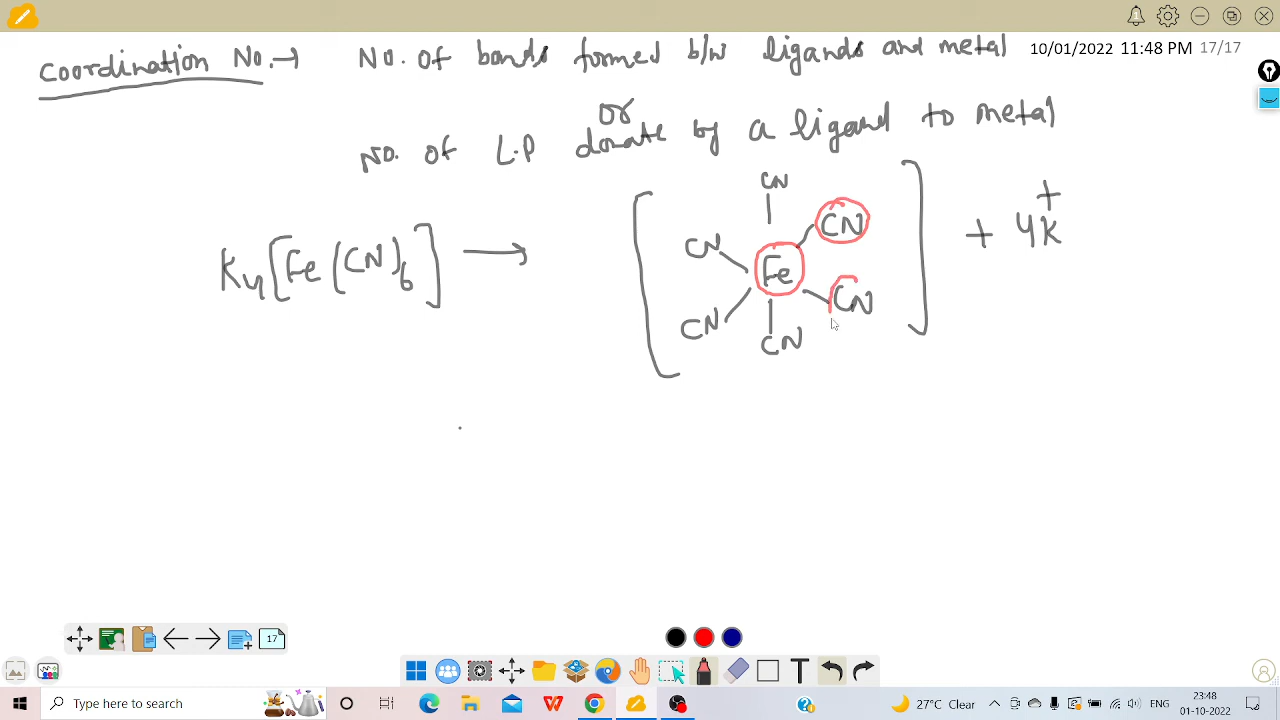 10/01/2022 11:48 PM 17/17
Coordination No. → No. of bonds formed b/w ligands and metal
or
No. of L.P donate by a ligand to metal
K4[Fe(CN)6] → [Fe CN CN CN CN CN CN] + 4K+
17
T
Type here to search
W
27°C Clear
ENG
23:48
01-10-2022